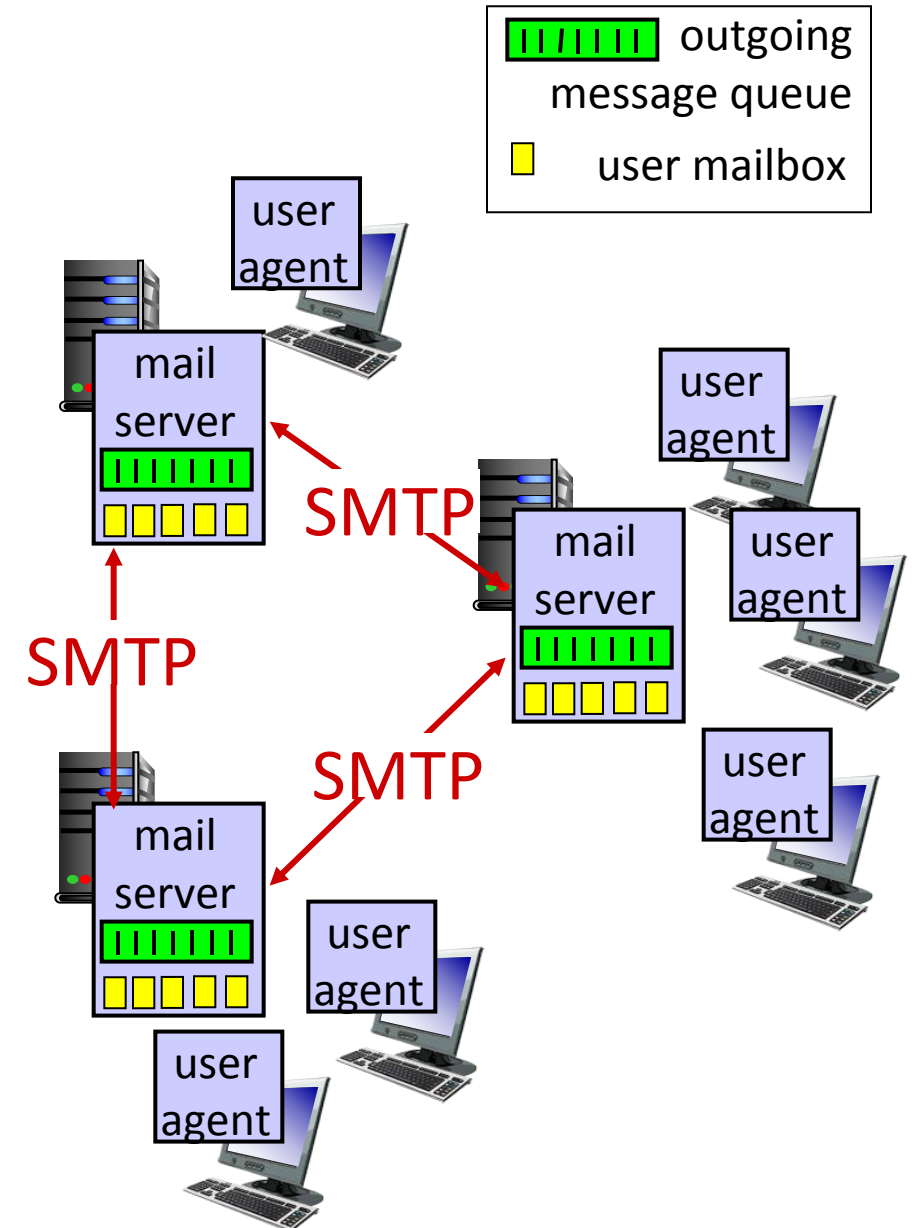 outgoing
message queue
user mailbox
user
agent
mail
server
SMTP
user
agent
mail
server
user
agent
SMTP
user
agent
SMTP
mail
server
user
agent
user
agent